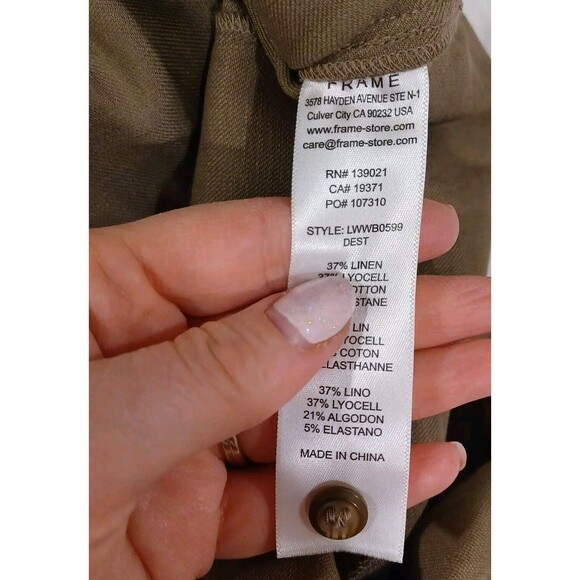 FRAME
3578 HAYDEN AVENUE STE N-1
Culver City CA 90232 USA
www.frame-store.com
care@frame-store.com
RN# 139021
CA# 19371
PO# 107310
STYLE: LWWB0599
DEST
37% LINEN
LYOCELL
LIN
COTON
37% LINO
37% LYOCELL
21% ALGODON
5% ELASTANO
MADE IN CHINA